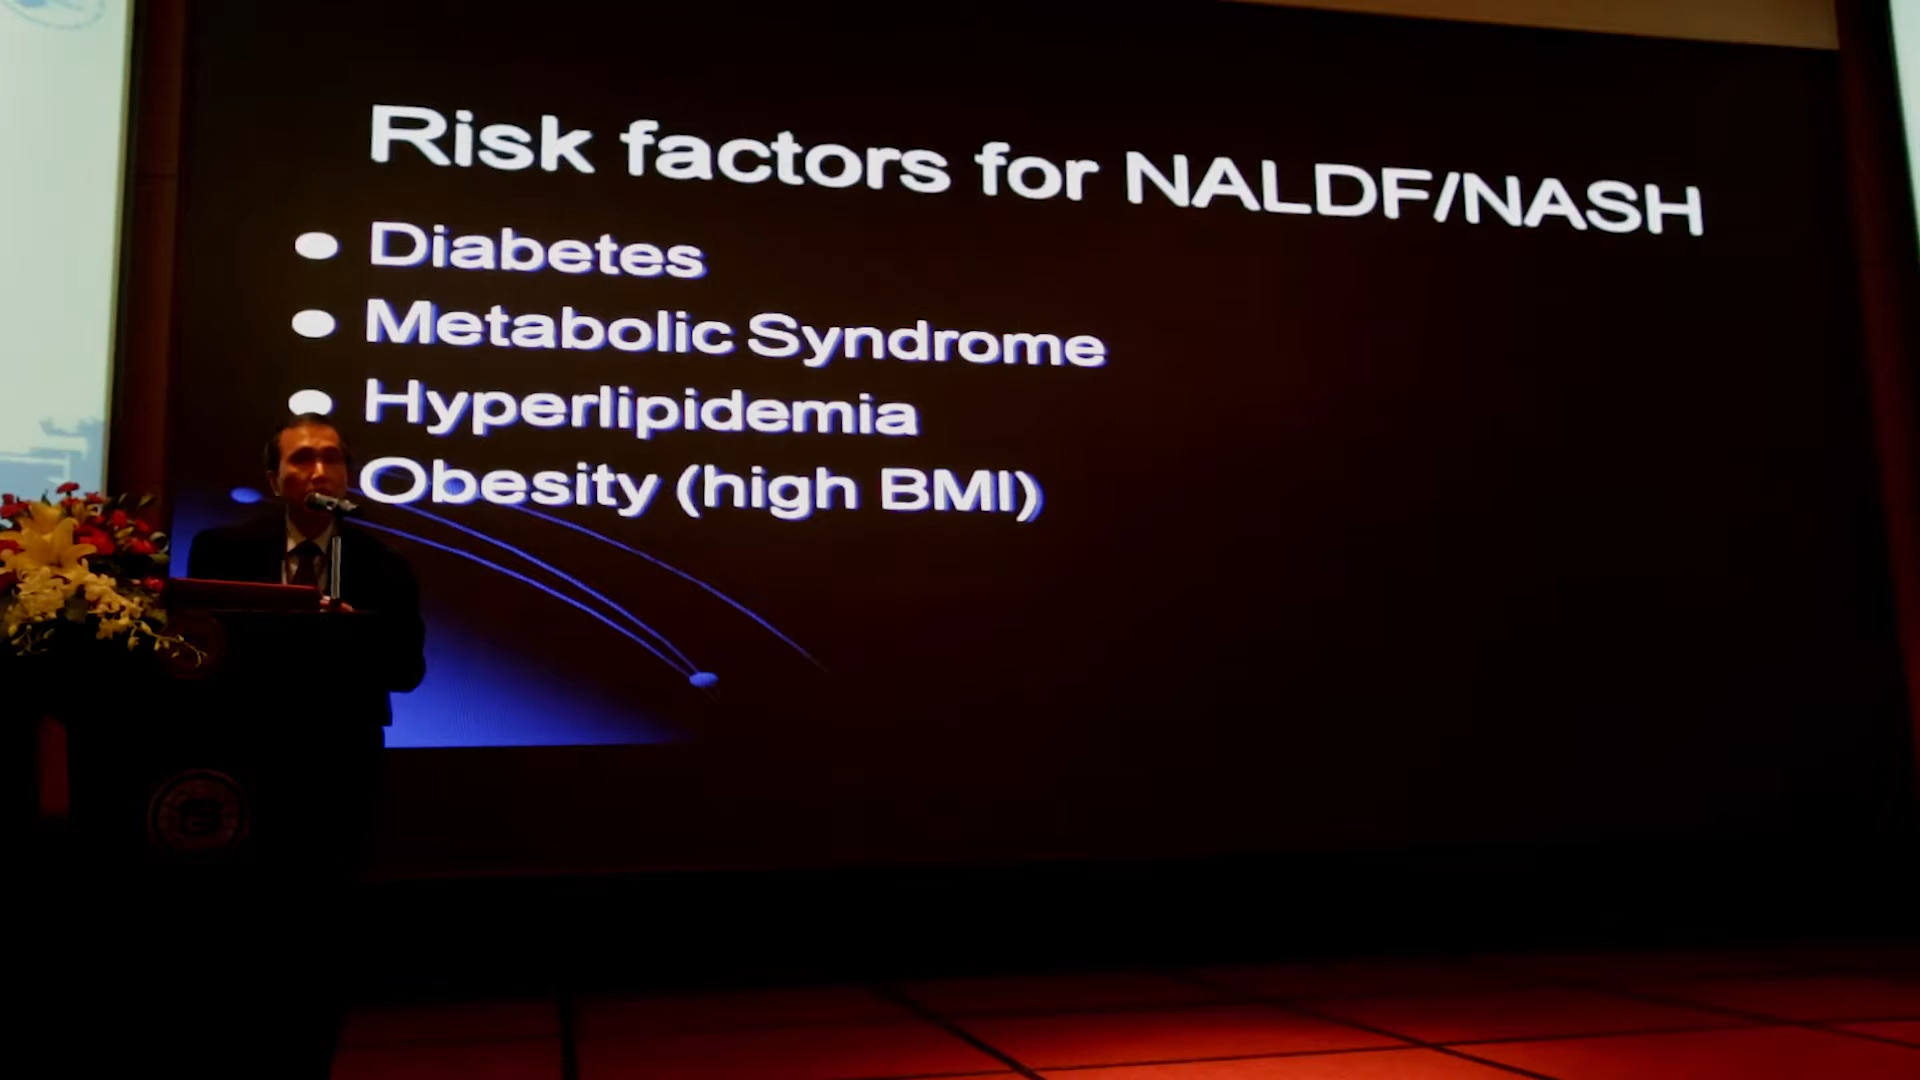 Risk factors for NALDF/NASH
Diabetes
Metabolic Syndrome
Hyperlipidemia
Obesity (high BMI)